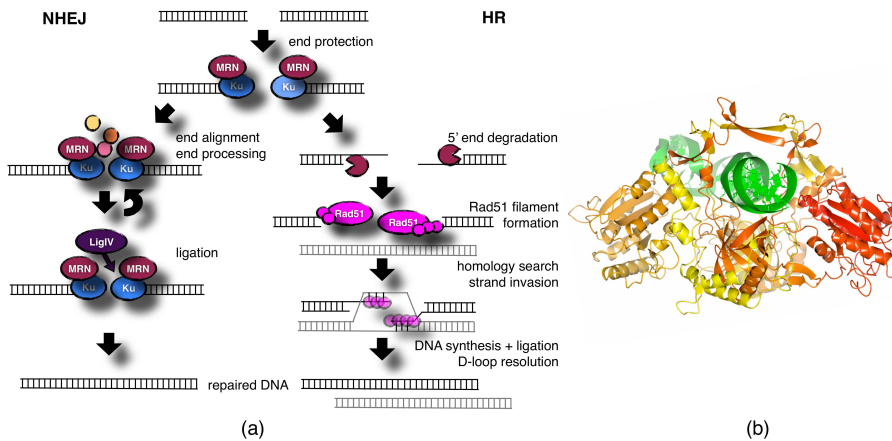 NHEJ
HR
end protection
MRN
MRN
Ku
Ku
end alignment
end processing
MRN
MRN
Ku
Ku
5' end degradation
Rad51
Rad51
Rad51 filament
formation
LigIV
ligation
MRN
MRN
Ku
Ku
homology search
strand invasion
DNA synthesis + ligation
D-loop resolution
repaired DNA
(a)
(b)